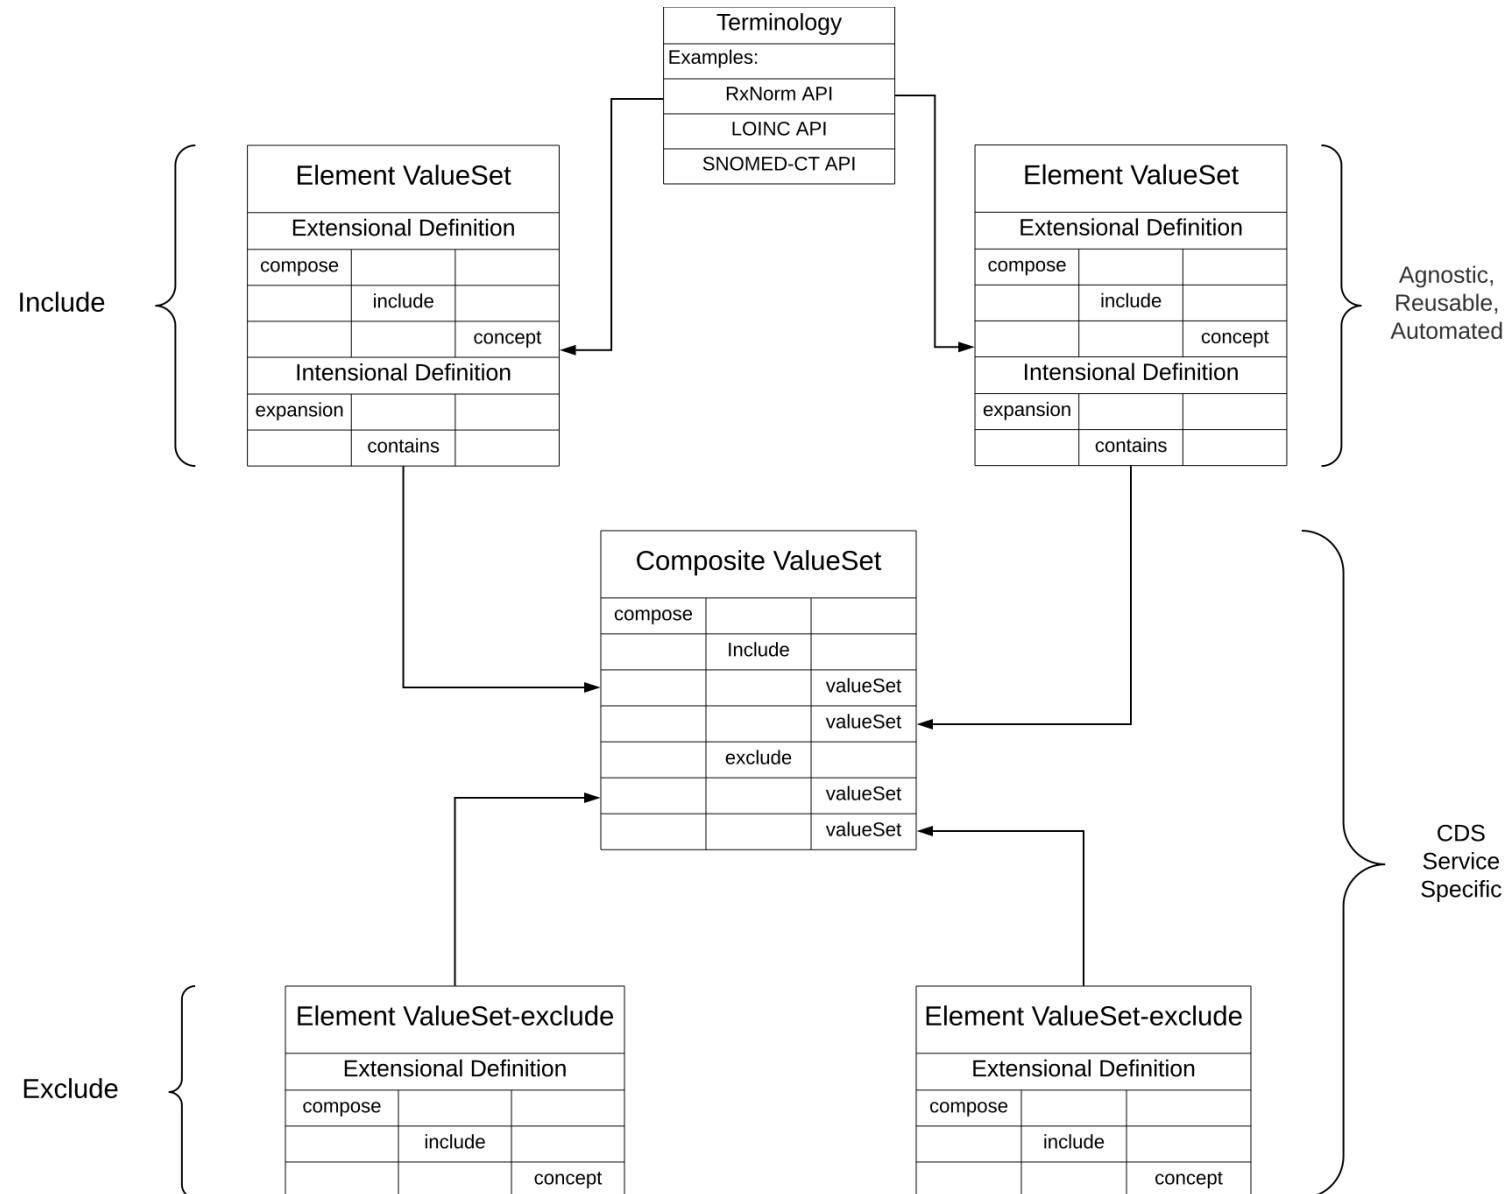 Terminology
Examples:
RxNorm API
LOINC API
SNOMED-CT API
Include
Element ValueSet
Extensional Definition
compose
include
concept
Intensional Definition
expansion
contains
Element ValueSet
Extensional Definition
compose
include
concept
Intensional Definition
expansion
contains
Agnostic,
Reusable,
Automated
Composite ValueSet
compose
Include
valueSet
valueSet
exclude
valueSet
valueSet
CDS
Service
Specific
Exclude
Element ValueSet-exclude
Extensional Definition
compose
include
concept
Element ValueSet-exclude
Extensional Definition
compose
include
concept